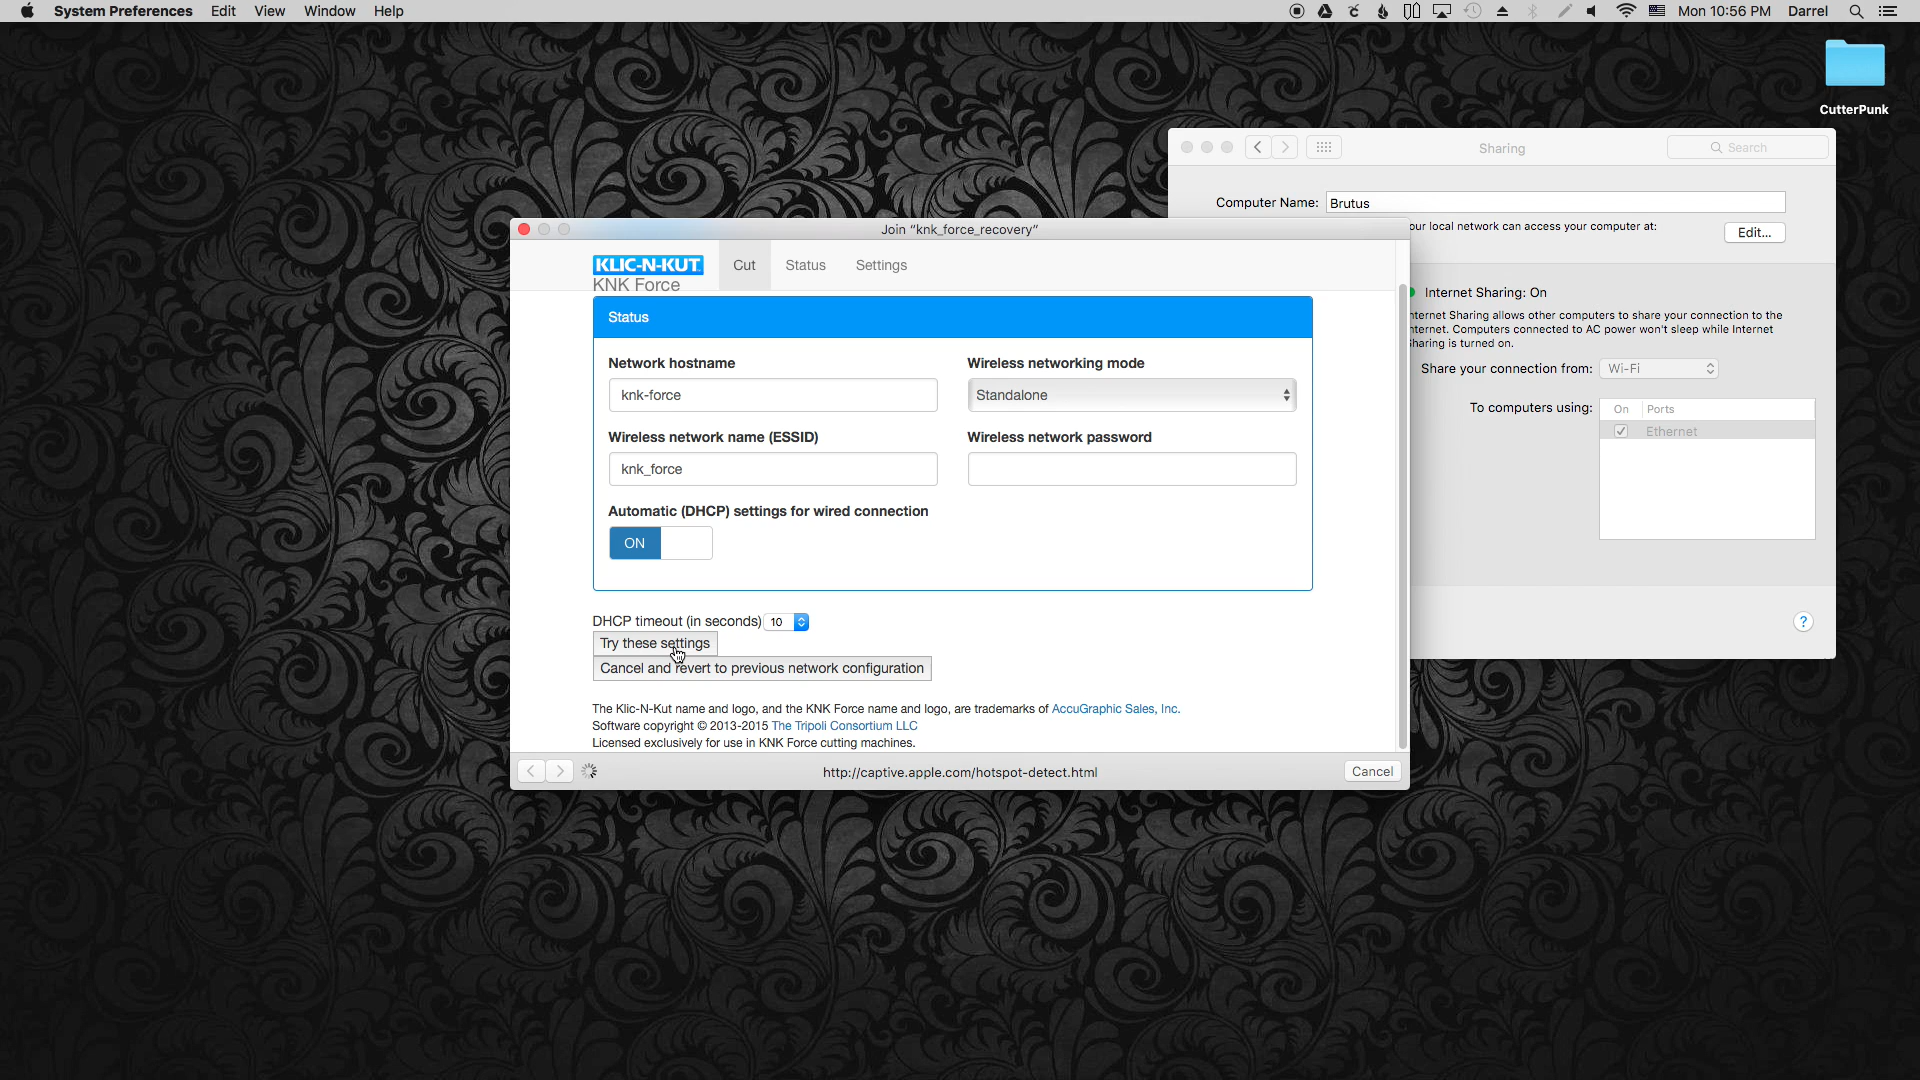 System Preferences Edit View Window Help Mon 10:56 PM Darrel
CutterPunk
Sharing
Search
Computer Name: Brutus
our local network can access your computer at:
Edit...
Internet Sharing: On
nternet Sharing allows other computers to share your connection to the
nternet. Computers connected to AC power won't sleep while Internet
haring is turned on.
Share your connection from: Wi-Fi
To computers using: On Ports
Ethernet
?
Join "knk_force_recovery"
KLIC-N-KUT
KNK Force
Cut Status Settings
Status
Network hostname Wireless networking mode
knk-force Standalone
Wireless network name (ESSID) Wireless network password
knk_force
Automatic (DHCP) settings for wired connection
ON
DHCP timeout (in seconds) 10
Try these settings
Cancel and revert to previous network configuration
The Klic-N-Kut name and logo, and the KNK Force name and logo, are trademarks of AccuGraphic Sales, Inc.
Software copyright © 2013-2015 The Tripoli Consortium LLC
Licensed exclusively for use in KNK Force cutting machines.
http://captive.apple.com/hotspot-detect.html
Cancel